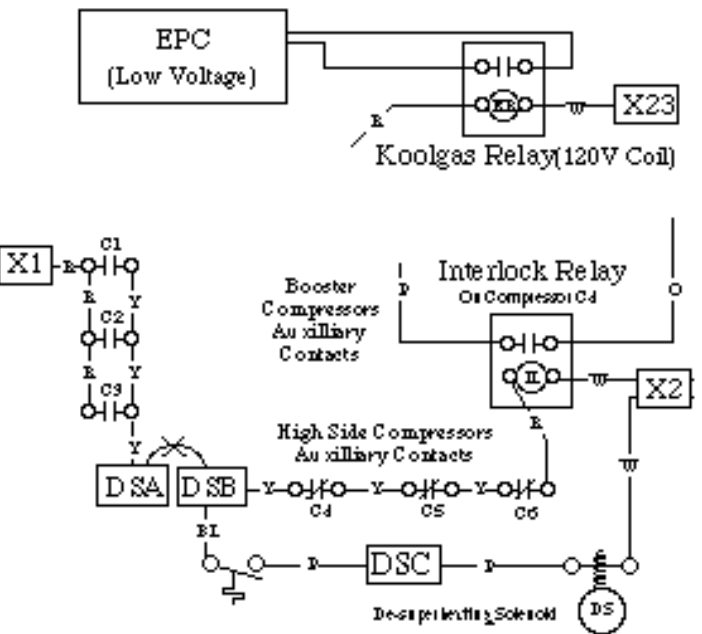 EPC
(Low Voltage)
X23
R
W
Koolgas Relay(120V Coil)
X1
R
C1
R
Y
C2
R
Y
C3
Y
Booster
Compressors
Auxilliary
Contacts
D
Interlock Relay
On Compressor C4
O
IL
W
X2
R
High Side Compressors
Auxilliary Contacts
DSA
DSB
Y
C4
Y
C5
Y
C6
BL
W
D
DSC
D
De-superheating Solenoid
DS